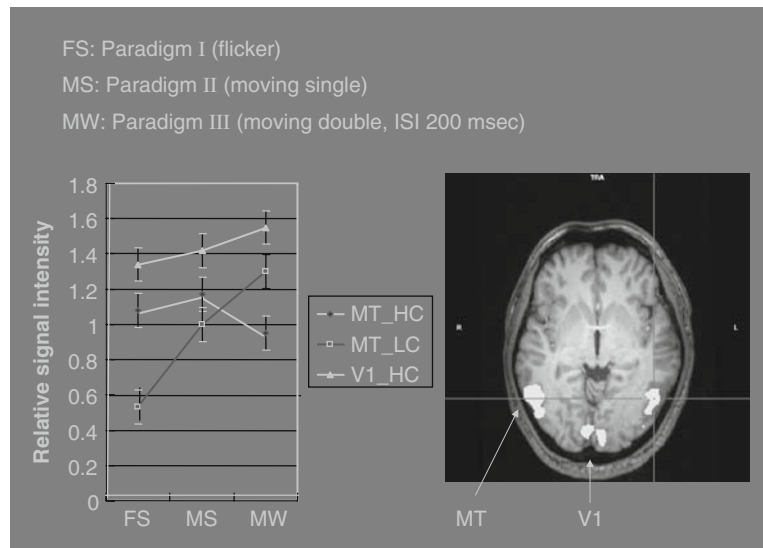 FS: Paradigm I (flicker)
MS: Paradigm II (moving single)
MW: Paradigm III (moving double, ISI 200 msec)
Relative signal intensity
1.8
1.6
1.4
1.2
1
0.8
0.6
0.4
0.2
0
FS MS MW
MT_HC
MT_LC
V1_HC
TRA
R
L
MT V1